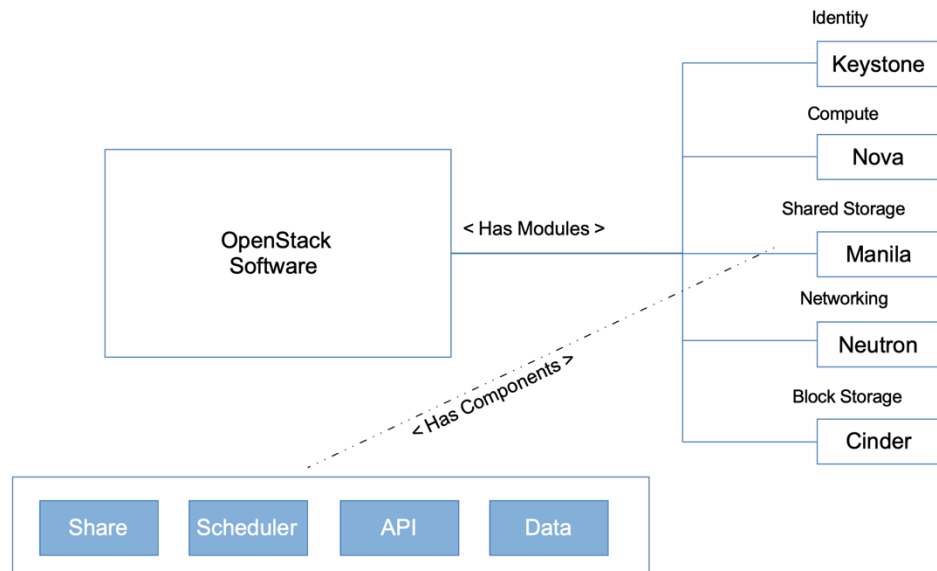 Identity
Keystone
Compute
Nova
Shared Storage
< Has Modules >
OpenStack
Software
Manila
Networking
Neutron
< Has Components >
Block Storage
Cinder
Share
Scheduler
API
Data